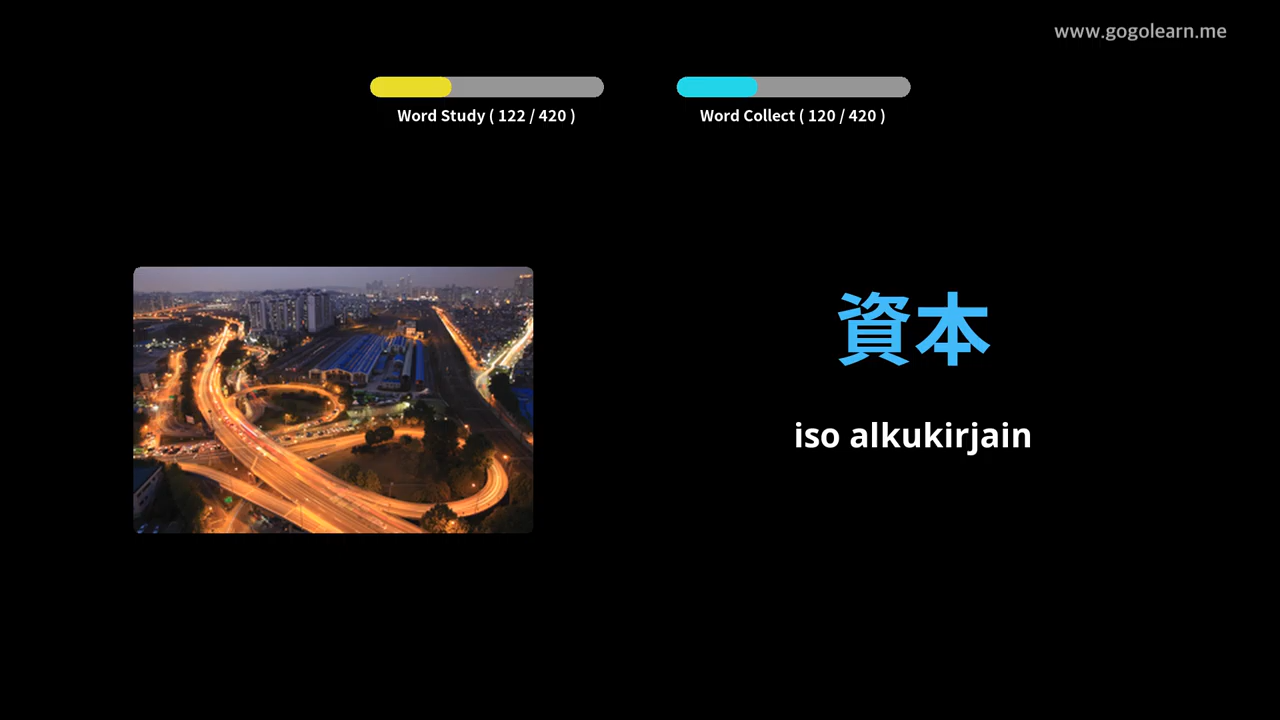 www.gogolearn.me
Word Study ( 122 / 420 )
Word Collect ( 120 / 420 )
資本
iso alkukirjain